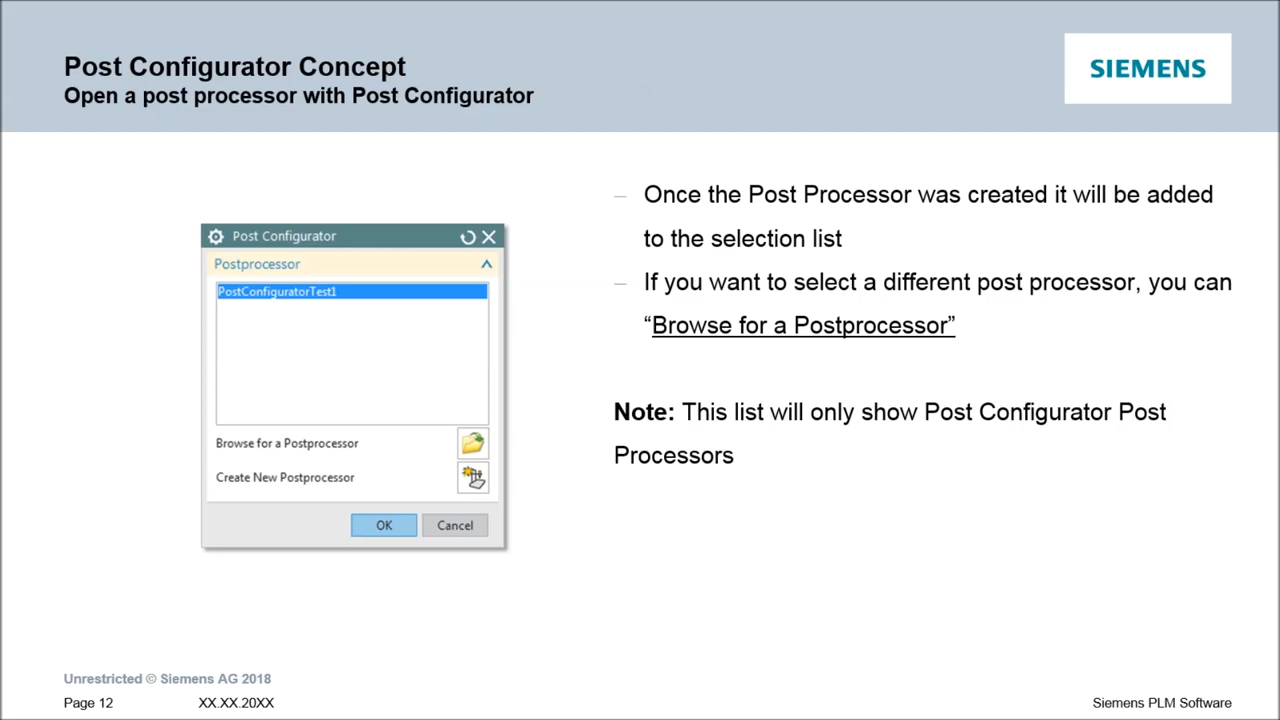 Post Configurator Concept
Open a post processor with Post Configurator
SIEMENS
Post Configurator
Postprocessor
PostConfiguratorTest1
Browse for a Postprocessor
Create New Postprocessor
OK Cancel
– Once the Post Processor was created it will be added
to the selection list
– If you want to select a different post processor, you can
“Browse for a Postprocessor”
Note: This list will only show Post Configurator Post
Processors
Unrestricted © Siemens AG 2018
Page 12 XX.XX.20XX Siemens PLM Software